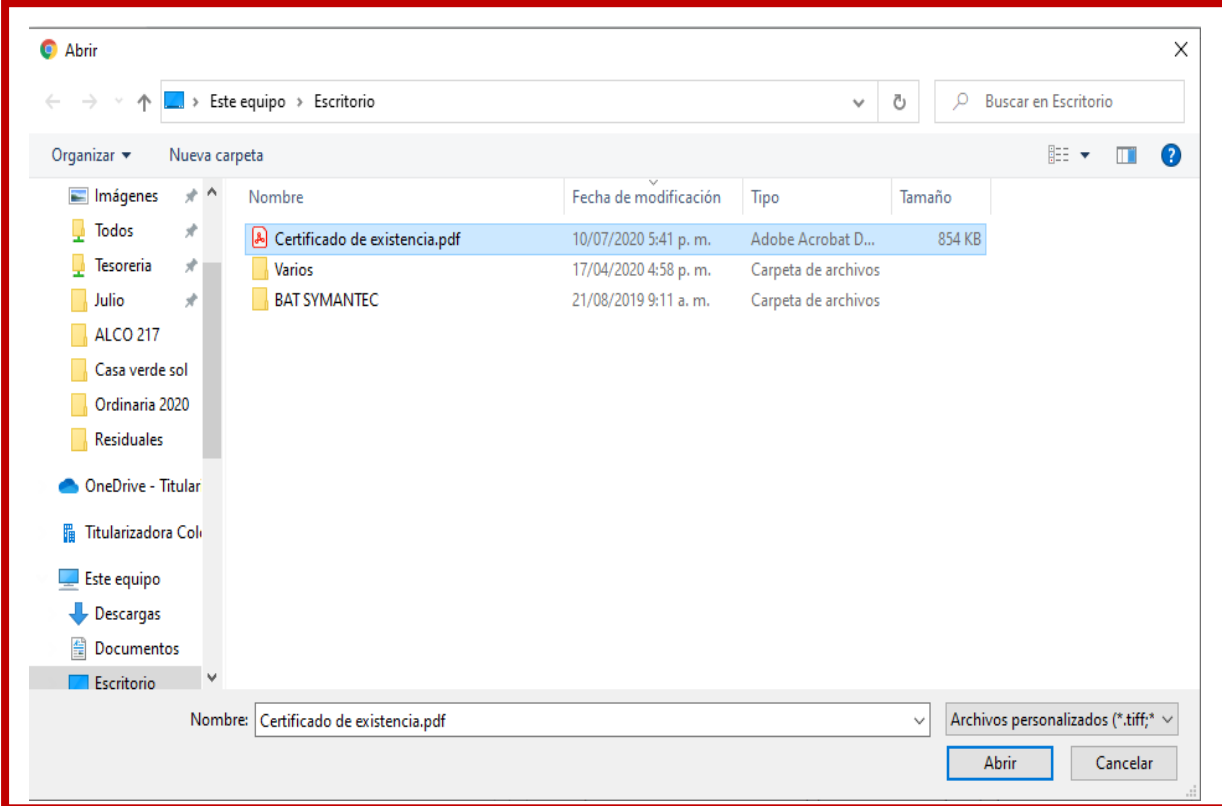 Abrir
Este equipo › Escritorio
Buscar en Escritorio
Organizar Nueva carpeta
Nombre Fecha de modificación Tipo Tamaño
Imágenes
Todos
Tesoreria
Julio
ALCO 217
Casa verde sol
Ordinaria 2020
Residuales
OneDrive - Titular
Titularizadora Col
Este equipo
Descargas
Documentos
Escritorio
Certificado de existencia.pdf 10/07/2020 5:41 p. m. Adobe Acrobat D... 854 KB
Varios 17/04/2020 4:58 p. m. Carpeta de archivos
BAT SYMANTEC 21/08/2019 9:11 a. m. Carpeta de archivos
Nombre: Certificado de existencia.pdf
Archivos personalizados (*.tiff;*
Abrir Cancelar